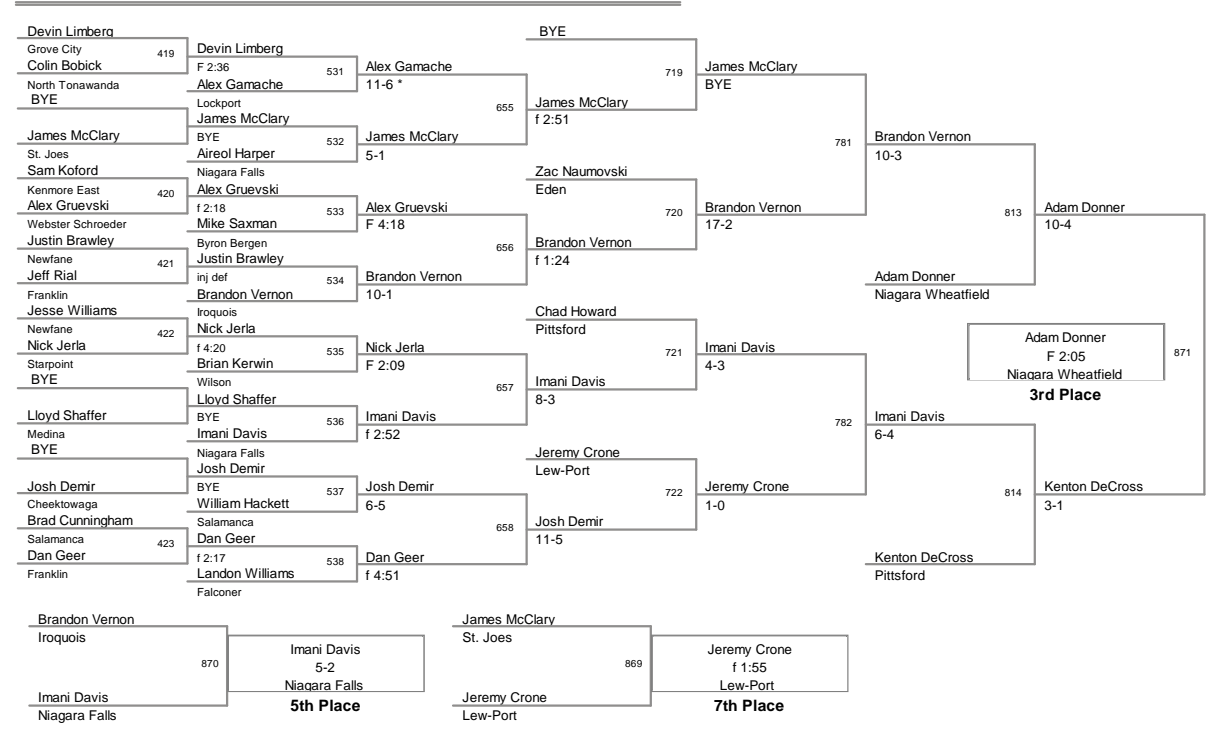 Devin Limberg
Grove City
419
Colin Bobick
North Tonawanda
BYE
James McClary
St. Joes
Sam Koford
Kenmore East
420
Alex Gruevski
Webster Schroeder
Justin Brawley
Newfane
421
Jeff Rial
Franklin
Jesse Williams
Newfane
422
Nick Jerla
Starpoint
BYE
Lloyd Shaffer
Medina
BYE
Josh Demir
Cheektowaga
Brad Cunningham
Salamanca
423
Dan Geer
Franklin
Devin Limberg
F 2:36
531
Alex Gamache
Lockport
James McClary
BYE
532
Aireol Harper
Niagara Falls
Alex Gruevski
f 2:18
533
Mike Saxman
Byron Bergen
Justin Brawley
inj def
534
Brandon Vernon
Iroquois
Nick Jerla
f 4:20
535
Brian Kerwin
Wilson
Lloyd Shaffer
BYE
536
Imani Davis
Niagara Falls
Josh Demir
BYE
537
William Hackett
Salamanca
Dan Geer
f 2:17
538
Landon Williams
Falconer
Alex Gamache
11-6 *
655
James McClary
5-1
Alex Gruevski
F 4:18
656
Brandon Vernon
10-1
Nick Jerla
F 2:09
657
Imani Davis
f 2:52
Josh Demir
6-5
658
Dan Geer
f 4:51
BYE
719
James McClary
f 2:51
Zac Naumovski
Eden
720
Brandon Vernon
f 1:24
Chad Howard
Pittsford
721
Imani Davis
8-3
Jeremy Crone
Lew-Port
722
Josh Demir
11-5
James McClary
BYE
781
Brandon Vernon
17-2
Imani Davis
4-3
782
Jeremy Crone
1-0
Brandon Vernon
10-3
813
Adam Donner
Niagara Wheatfield
Imani Davis
6-4
814
Kenton DeCross
Pittsford
Adam Donner
10-4
871
Kenton DeCross
3-1
Adam Donner
F 2:05
Niagara Wheatfield
3rd Place
Brandon Vernon
Iroquois
870
Imani Davis
Niagara Falls
Imani Davis
5-2
Niagara Falls
5th Place
James McClary
St. Joes
869
Jeremy Crone
Lew-Port
Jeremy Crone
f 1:55
Lew-Port
7th Place